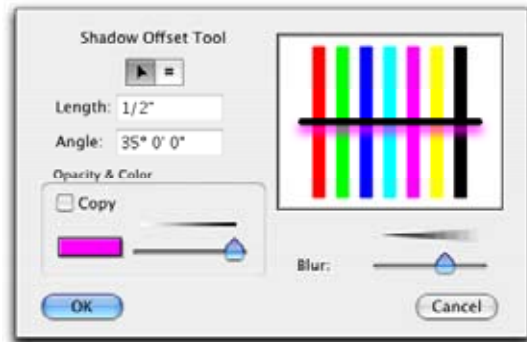 Shadow Offset Tool
=
Length: 1/2"
Angle: 35° 0' 0"
Opacity & Color
Copy
Blur:
OK
Cancel